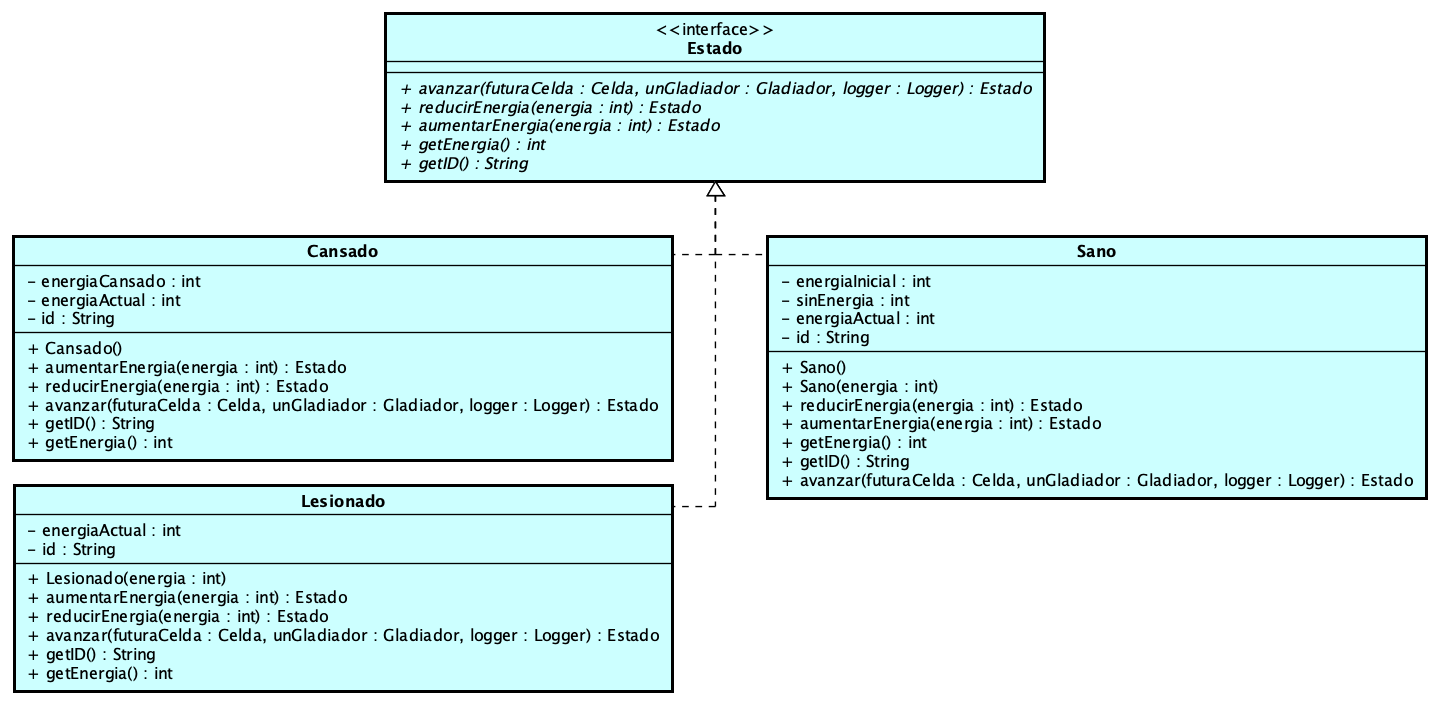 <<interface>>
Estado
+ avanzar(futuraCelda : Celda, unGladiador : Gladiador, logger : Logger) : Estado
+ reducirEnergia(energia : int) : Estado
+ aumentarEnergia(energia : int) : Estado
+ getEnergia() : int
+ getID() : String
Cansado
- energiaCansado : int
- energiaActual : int
- id : String
+ Cansado()
+ aumentarEnergia(energia : int) : Estado
+ reducirEnergia(energia : int) : Estado
+ avanzar(futuraCelda : Celda, unGladiador : Gladiador, logger : Logger) : Estado
+ getID() : String
+ getEnergia() : int
Sano
- energiaInicial : int
- sinEnergia : int
- energiaActual : int
- id : String
+ Sano()
+ Sano(energia : int)
+ reducirEnergia(energia : int) : Estado
+ aumentarEnergia(energia : int) : Estado
+ getEnergia() : int
+ getID() : String
+ avanzar(futuraCelda : Celda, unGladiador : Gladiador, logger : Logger) : Estado
Lesionado
- energiaActual : int
- id : String
+ Lesionado(energia : int)
+ aumentarEnergia(energia : int) : Estado
+ reducirEnergia(energia : int) : Estado
+ avanzar(futuraCelda : Celda, unGladiador : Gladiador, logger : Logger) : Estado
+ getID() : String
+ getEnergia() : int